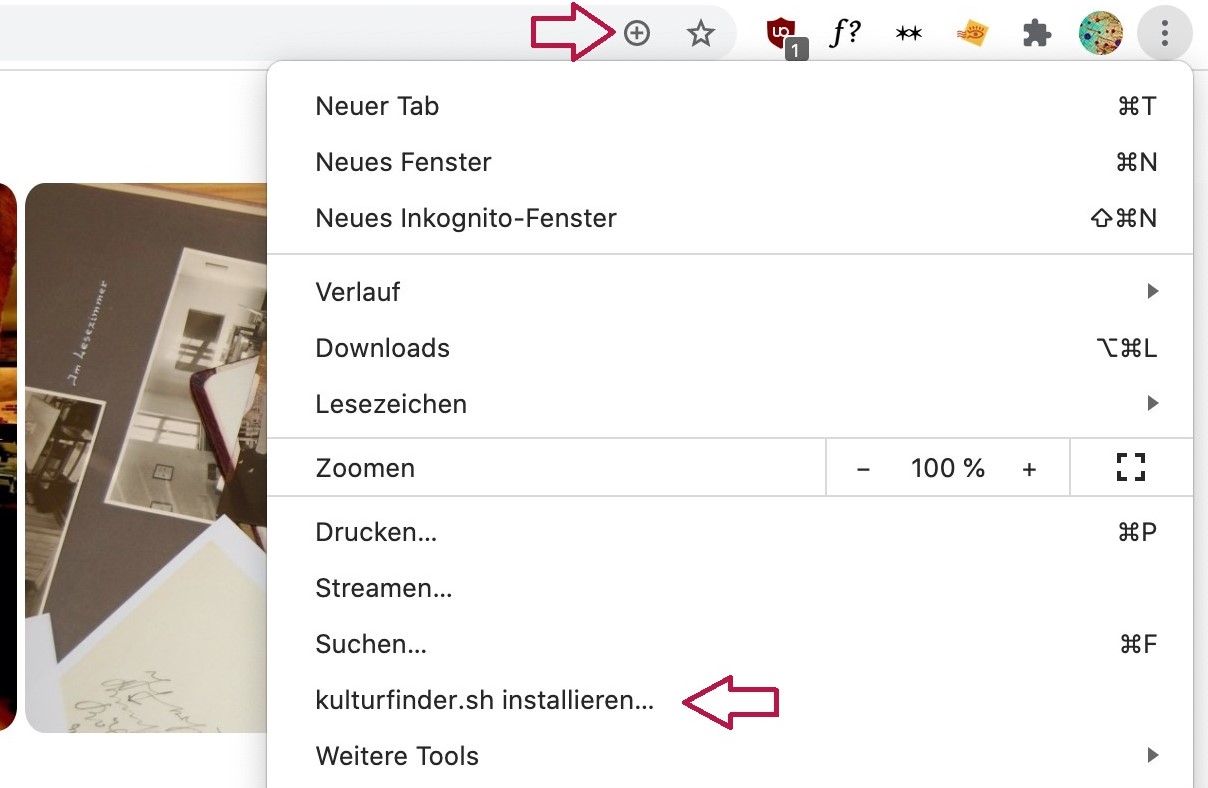 uO
1
f?
**
Neuer Tab ⌘T
Neues Fenster ⌘N
Neues Inkognito-Fenster ⇧⌘N
Verlauf
Downloads ⌥⌘L
Lesezeichen
Zoomen - 100 % +
Drucken... ⌘P
Streamen...
Suchen... ⌘F
kulturfinder.sh installieren...
Weitere Tools
Im Lesezimmer